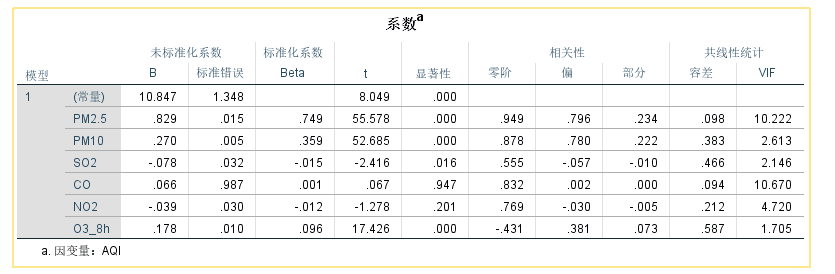 系数a
未标准化系数 标准化系数 相关性 共线性统计
模型 B 标准错误 Beta t 显著性 零阶 偏 部分 容差 VIF
1 (常量) 10.847 1.348 8.049 .000
PM2.5 .829 .015 .749 55.578 .000 .949 .796 .234 .098 10.222
PM10 .270 .005 .359 52.685 .000 .878 .780 .222 .383 2.613
SO2 -.078 .032 -.015 -2.416 .016 .555 -.057 -.010 .466 2.146
CO .066 .987 .001 .067 .947 .832 .002 .000 .094 10.670
NO2 -.039 .030 -.012 -1.278 .201 .769 -.030 -.005 .212 4.720
O3_8h .178 .010 .096 17.426 .000 -.431 .381 .073 .587 1.705
a. 因变量：AQI